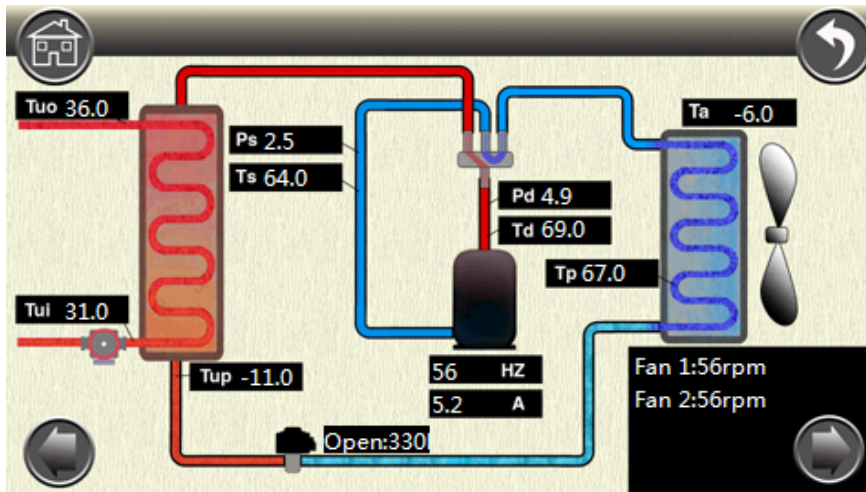 Tuo 36.0
Ta -6.0
Ps 2.5
Ts 64.0
Pd 4.9
Td 69.0
Tp 67.0
Tui 31.0
Tup -11.0
56 HZ
5.2 A
Fan 1:56rpm
Fan 2:56rpm
Open:330